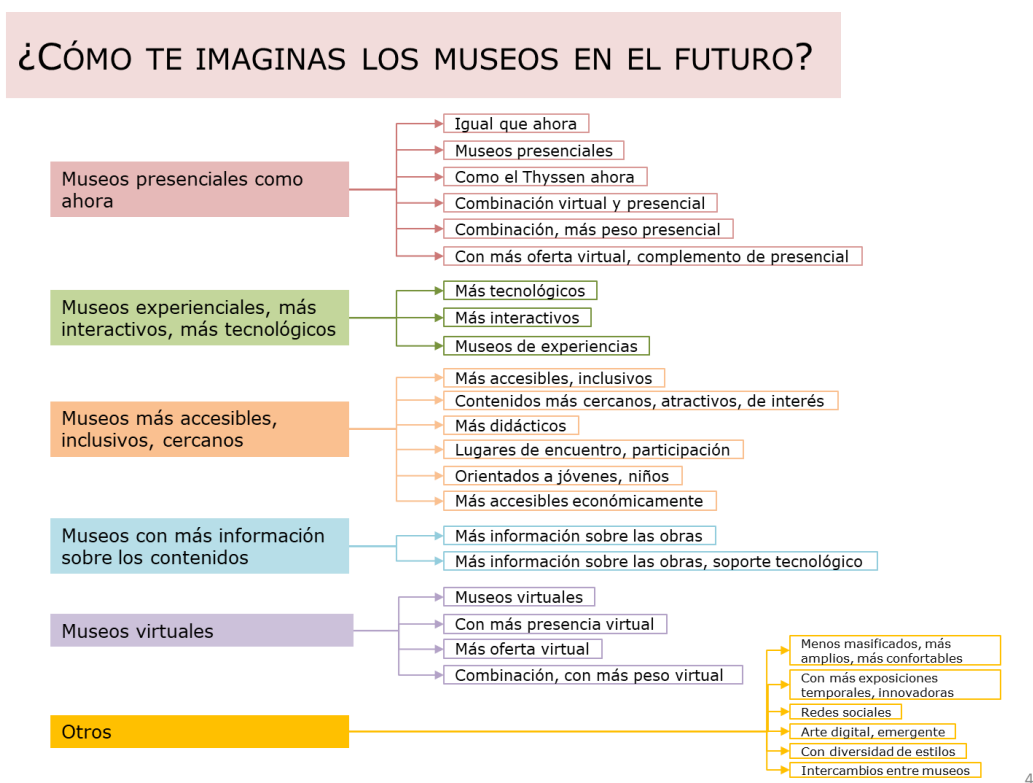 ¿CÓMO TE IMAGINAS LOS MUSEOS EN EL FUTURO?
Museos presenciales como
ahora
Igual que ahora
Museos presenciales
Como el Thyssen ahora
Combinación virtual y presencial
Combinación, más peso presencial
Con más oferta virtual, complemento de presencial
Museos experienciales, más
interactivos, más tecnológicos
Más tecnológicos
Más interactivos
Museos de experiencias
Museos más accesibles,
inclusivos, cercanos
Más accesibles, inclusivos
Contenidos más cercanos, atractivos, de interés
Más didácticos
Lugares de encuentro, participación
Orientados a jóvenes, niños
Más accesibles económicamente
Museos con más información
sobre los contenidos
Más información sobre las obras
Más información sobre las obras, soporte tecnológico
Museos virtuales
Museos virtuales
Con más presencia virtual
Más oferta virtual
Combinación, con más peso virtual
Otros
Menos masificados, más
amplios, más confortables
Con más exposiciones
temporales, innovadoras
Redes sociales
Arte digital, emergente
Con diversidad de estilos
Intercambios entre museos
4